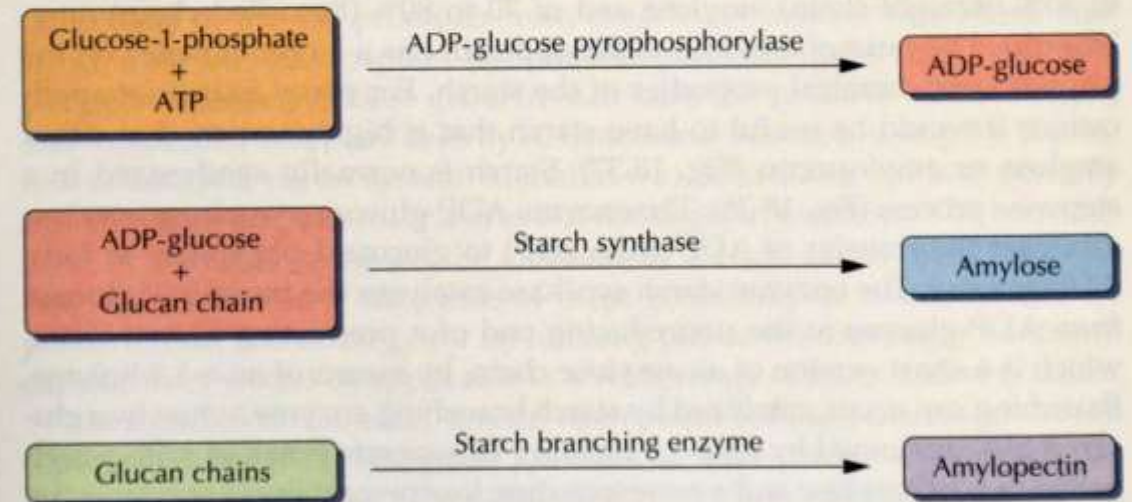 Glucose-1-phosphate
+
ATP
ADP-glucose pyrophosphorylase
ADP-glucose
ADP-glucose
+
Glucan chain
Starch synthase
Amylose
Glucan chains
Starch branching enzyme
Amylopectin